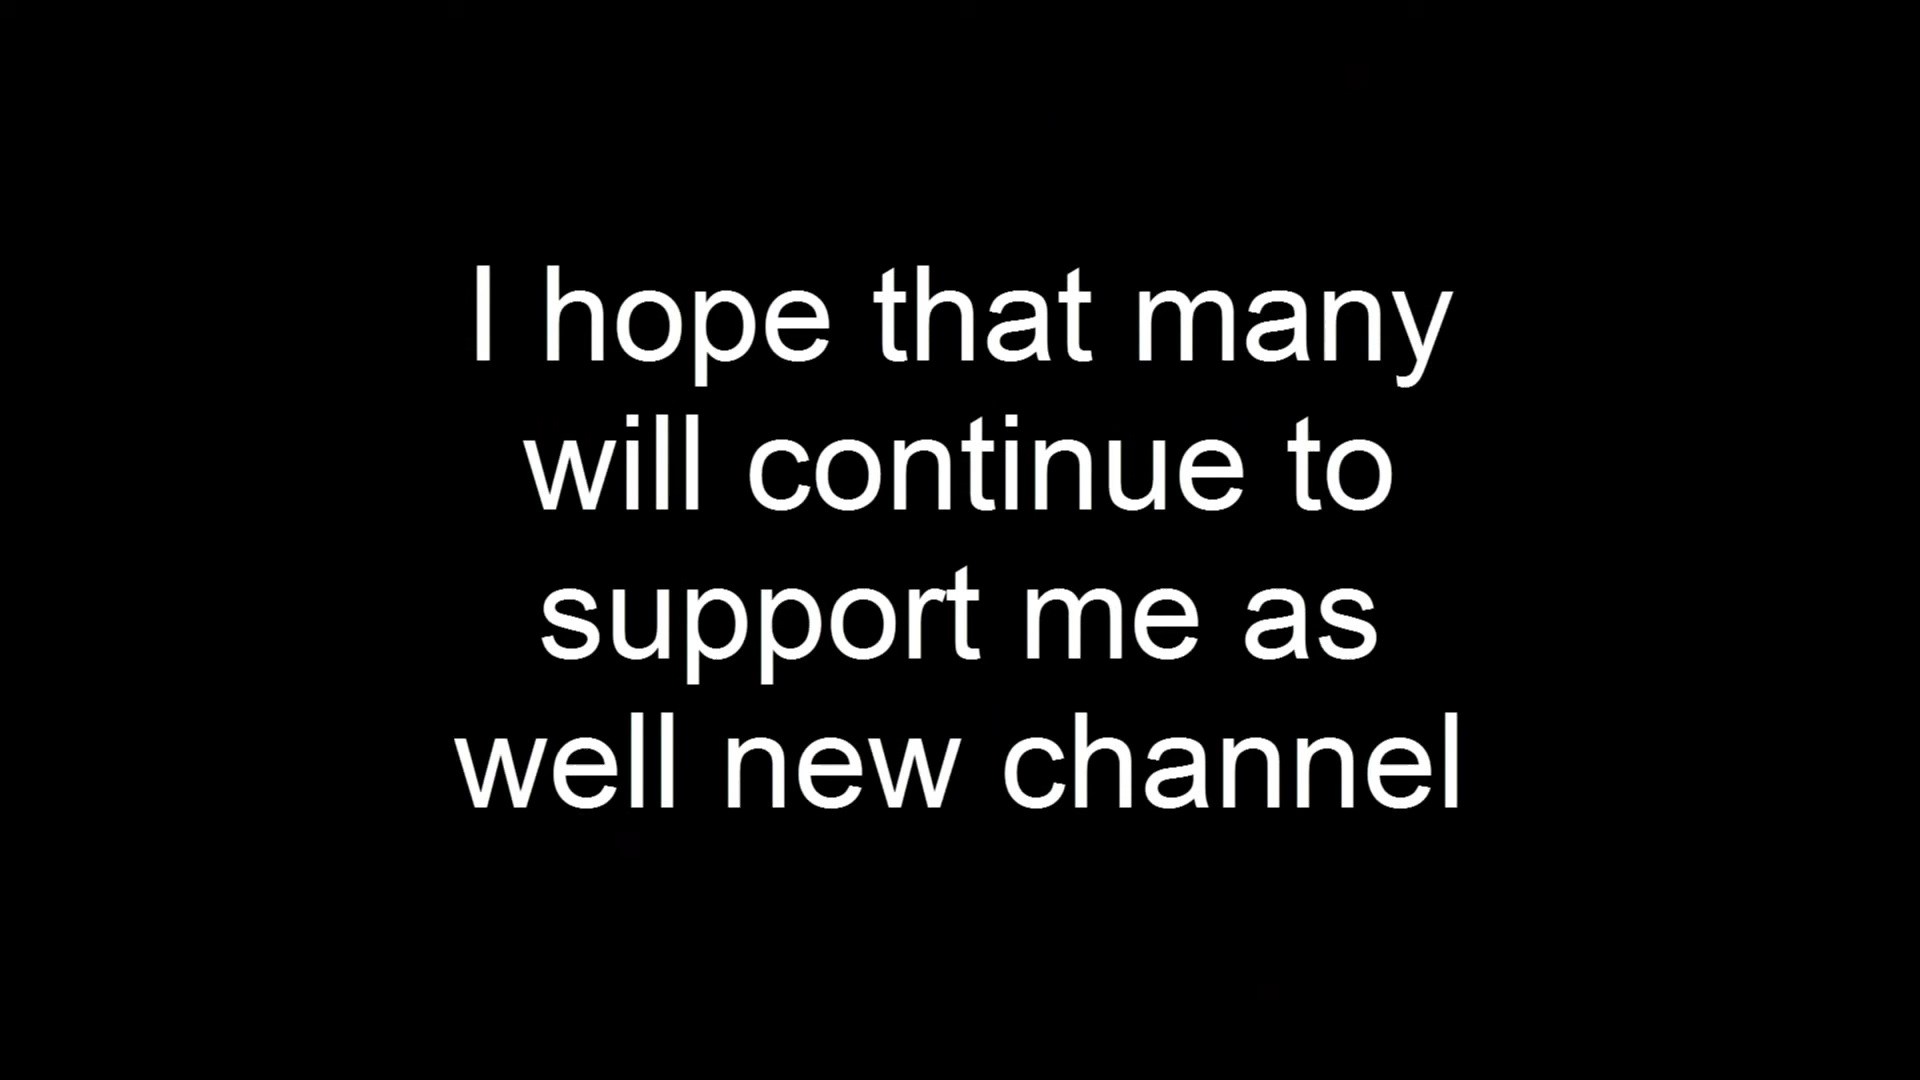 I hope that many
will continue to
support me as
well new channel